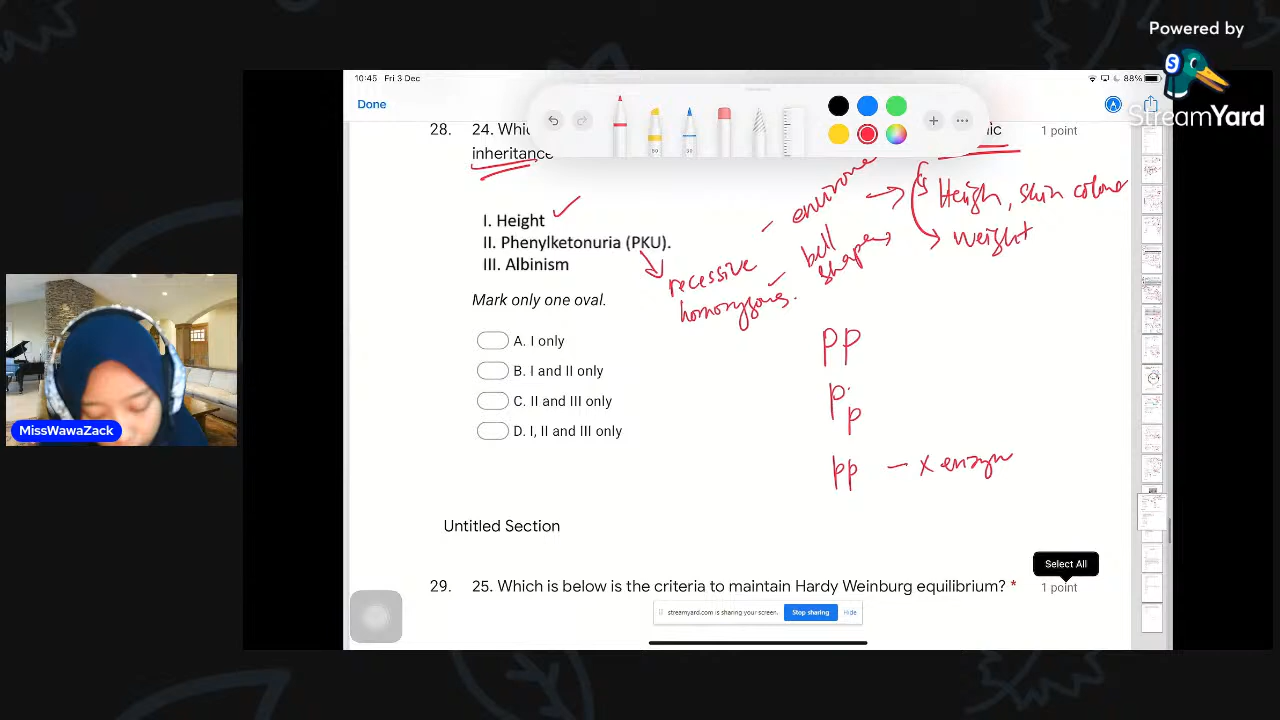 Powered by
StreamYard
10:45 Fri 3 Dec
88%
Done
28. 24. Whi nic 1 point
inheritance
environme
Heigh, skin colour
weight
I. Height
II. Phenylketonuria (PKU).
III. Albinism
bell
shape
recessive
homozygous.
Mark only one oval.
A. I only
B. I and II only
C. II and III only
D. I, II and III only
PP
Pp
pp – x enzym
MissWawaZack
Untitled Section
Select All
29. 25. Which is below is the criteria to maintain Hardy Weinburg equilibrium? * 1 point
streamyard.com is sharing your screen. Stop sharing Hide